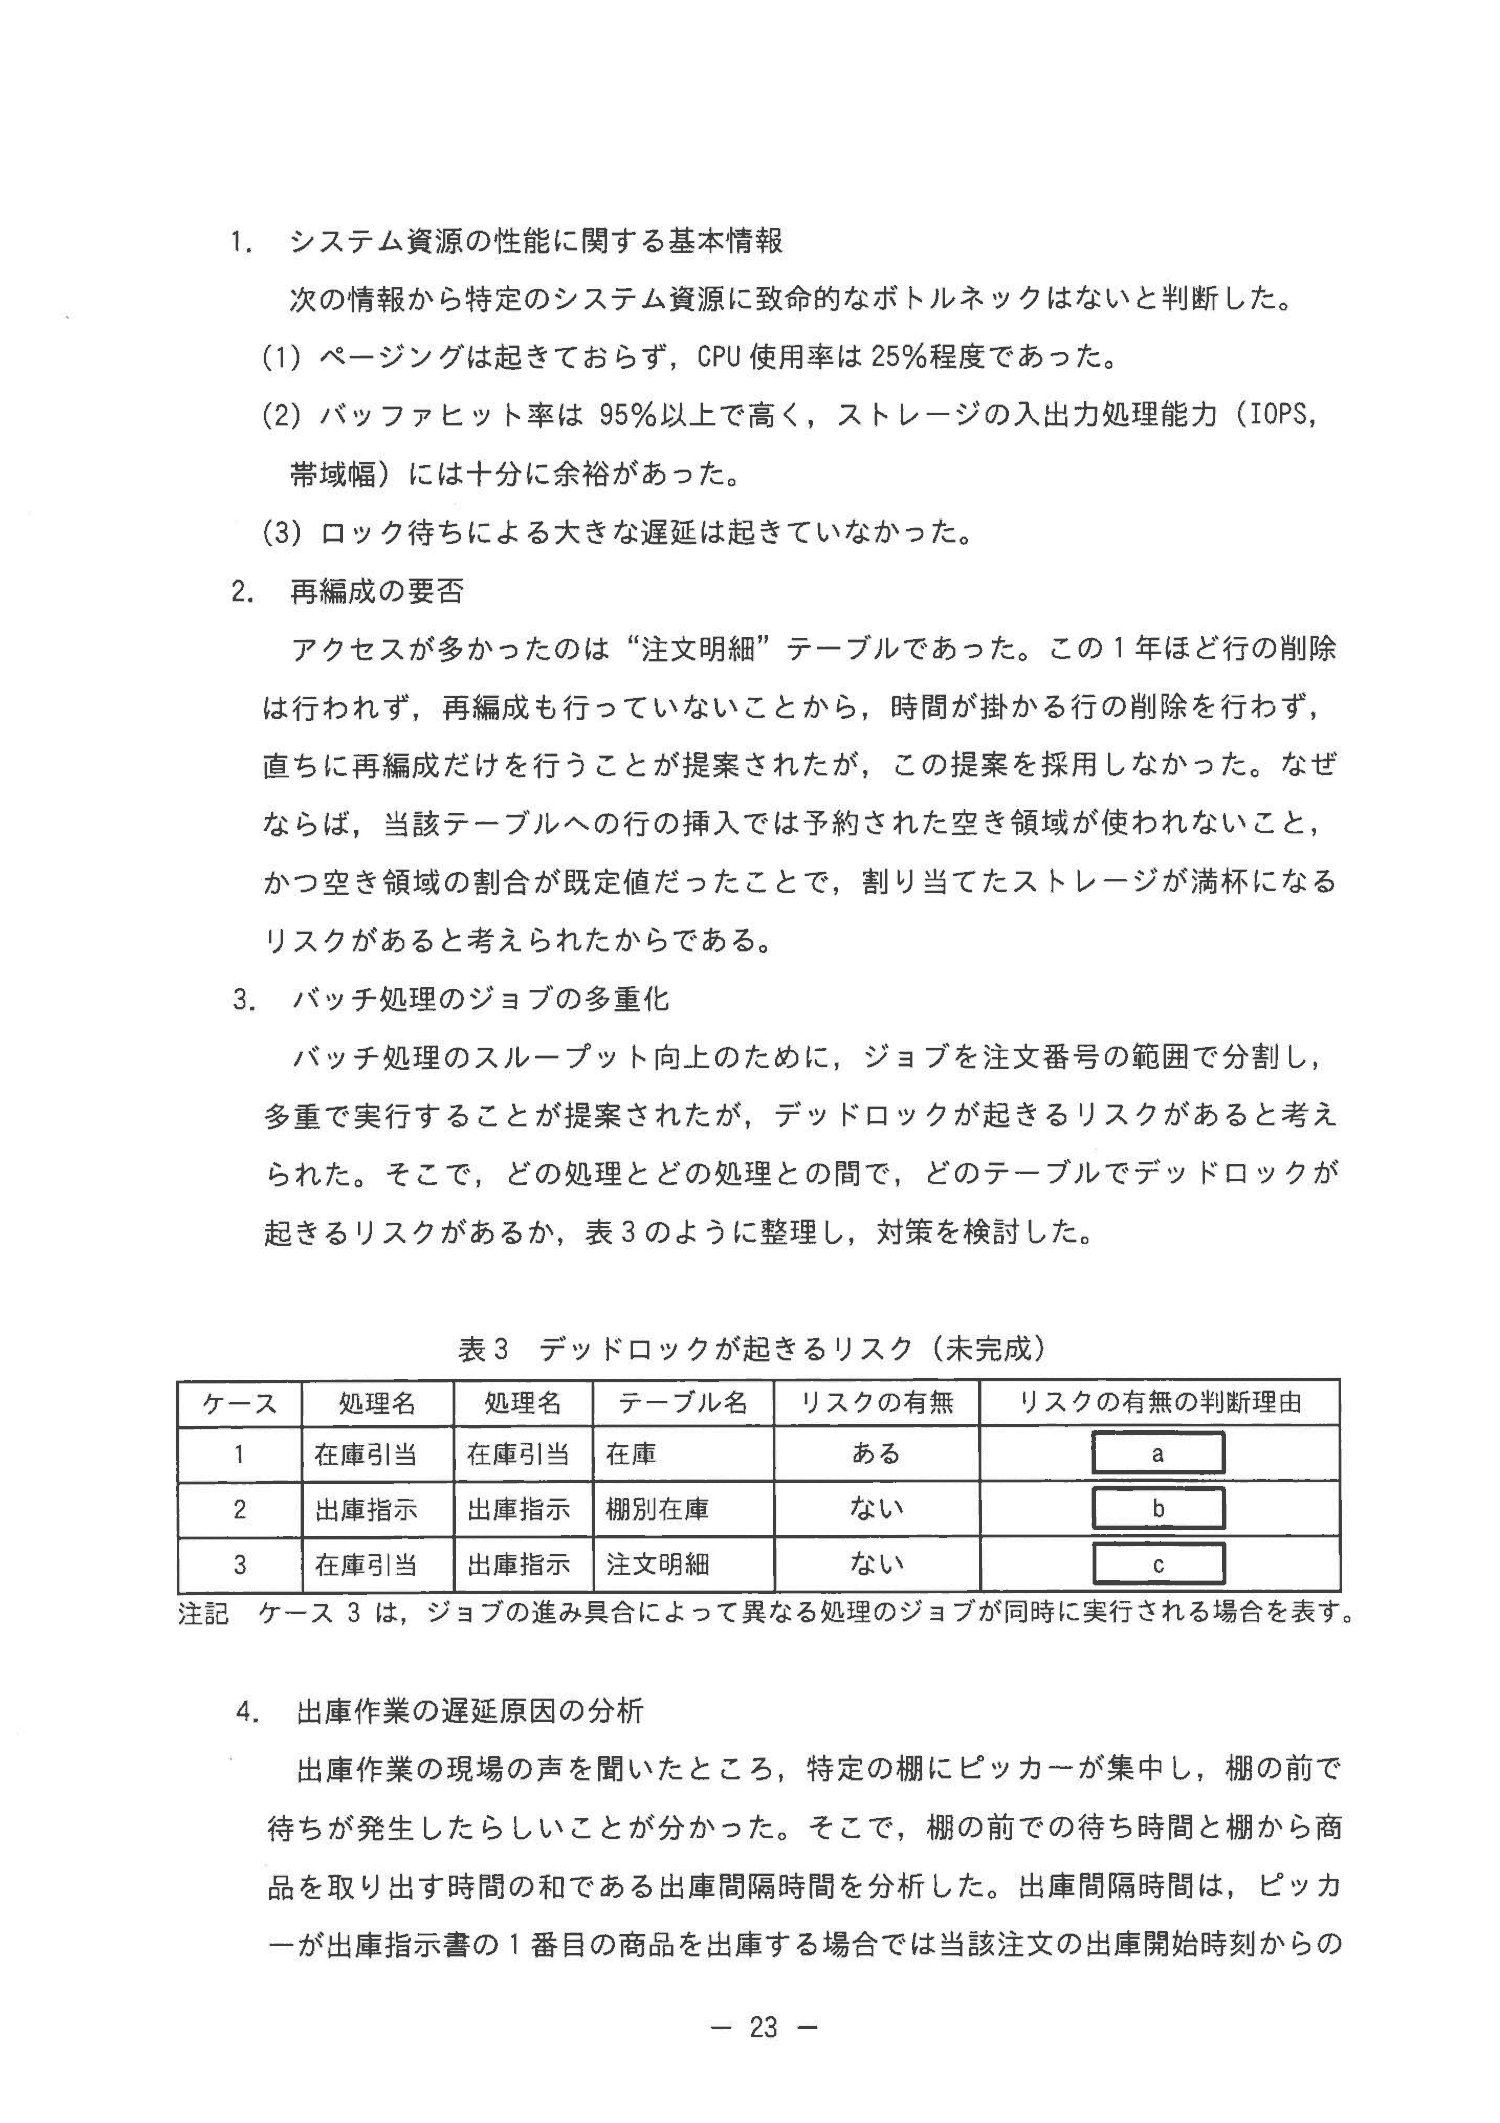 1. システム資源の性能に関する基本情報
次の情報から特定のシステム資源に致命的なボトルネックはないと判断した。
(1) ページングは起きておらず，CPU 使用率は 25％程度であった。
(2) バッファヒット率は 95％以上で高く，ストレージの入出力処理能力（IOPS，
帯域幅）には十分に余裕があった。
(3) ロック待ちによる大きな遅延は起きていなかった。
2. 再編成の要否
アクセスが多かったのは“注文明細”テーブルであった。この 1 年ほど行の削除
は行われず，再編成も行っていないことから，時間が掛かる行の削除を行わず，
直ちに再編成だけを行うことが提案されたが，この提案を採用しなかった。なぜ
ならば，当該テーブルへの行の挿入では予約された空き領域が使われないこと，
かつ空き領域の割合が既定値だったことで，割り当てたストレージが満杯になる
リスクがあると考えられたからである。
3. バッチ処理のジョブの多重化
バッチ処理のスループット向上のために，ジョブを注文番号の範囲で分割し，
多重で実行することが提案されたが，デッドロックが起きるリスクがあると考え
られた。そこで，どの処理とどの処理との間で，どのテーブルでデッドロックが
起きるリスクがあるか，表 3 のように整理し，対策を検討した。
表 3 デッドロックが起きるリスク（未完成）
ケース 処理名 処理名 テーブル名 リスクの有無 リスクの有無の判断理由
1 在庫引当 在庫引当 在庫 ある a
2 出庫指示 出庫指示 棚別在庫 ない b
3 在庫引当 出庫指示 注文明細 ない c
注記 ケース 3 は，ジョブの進み具合によって異なる処理のジョブが同時に実行される場合を表す。
4. 出庫作業の遅延原因の分析
出庫作業の現場の声を聞いたところ，特定の棚にピッカーが集中し，棚の前で
待ちが発生したらしいことが分かった。そこで，棚の前での待ち時間と棚から商
品を取り出す時間の和である出庫間隔時間を分析した。出庫間隔時間は，ピッカ
ーが出庫指示書の 1 番目の商品を出庫する場合では当該注文の出庫開始時刻からの
－ 23 －